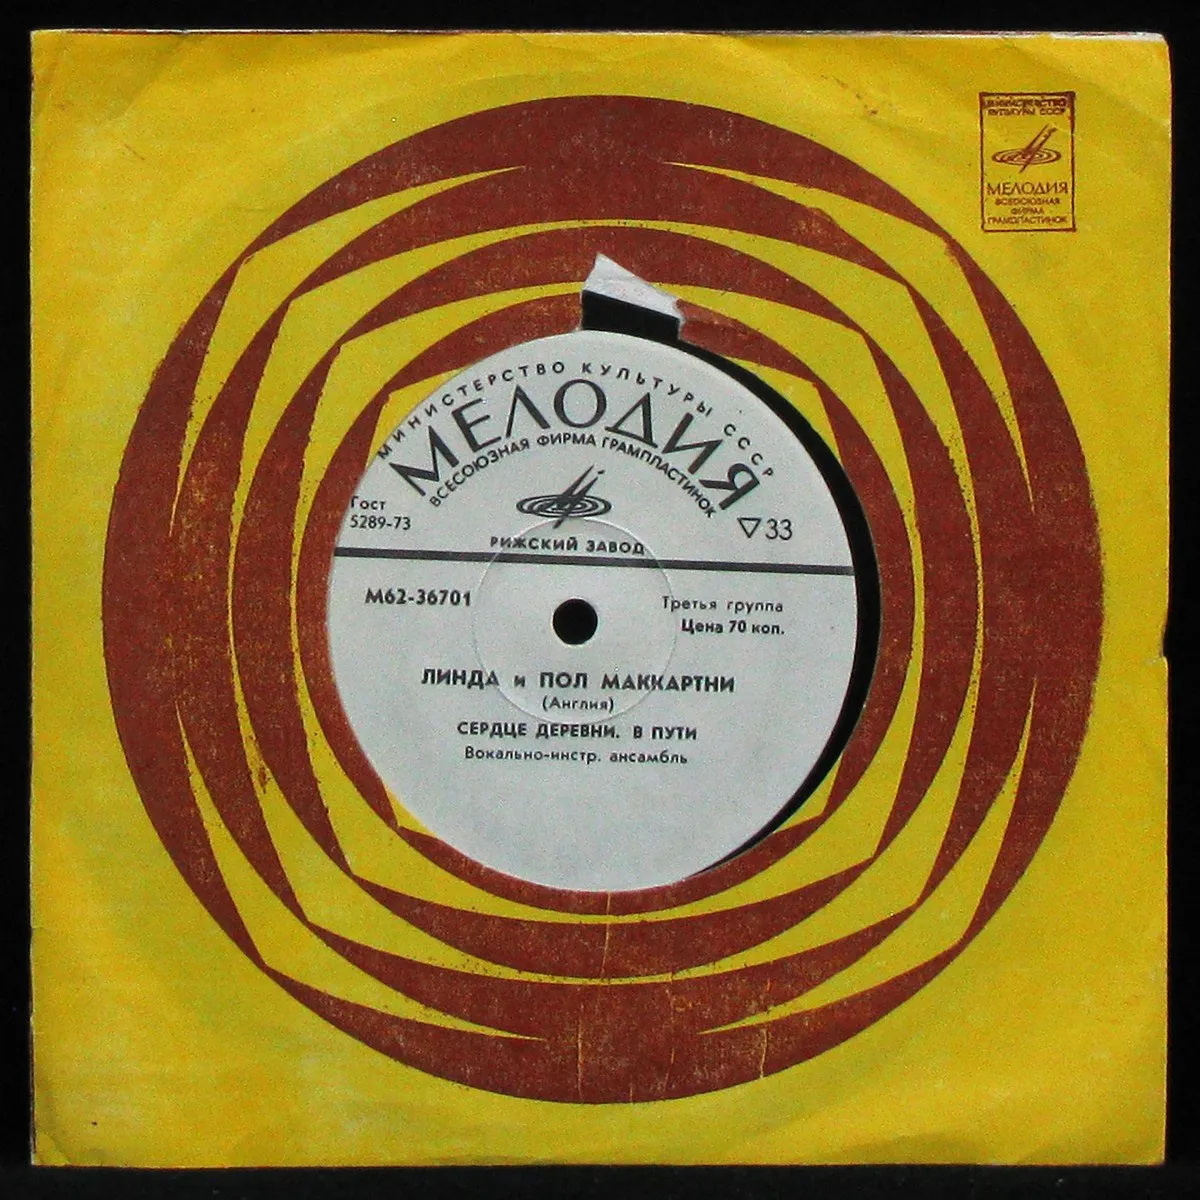 МИНИСТЕРСТВО
КУЛЬТУРЫ СССР
МЕЛОДИЯ
ВСЕСОЮЗНАЯ
ФИРМА
ГРАМПЛАСТИНОК
МИНИСТЕРСТВО КУЛЬТУРЫ СССР
МЕЛОДИЯ
ВСЕСОЮЗНАЯ ФИРМА ГРАМПЛАСТИНОК
Гост
5289-73
▽33
РИЖСКИЙ ЗАВОД
М62-36701
Третья группа
Цена 70 коп.
ЛИНДА и ПОЛ МАККАРТНИ
(Англия)
СЕРДЦЕ ДЕРЕВНИ. В ПУТИ
Вокально-инстр. ансамбль